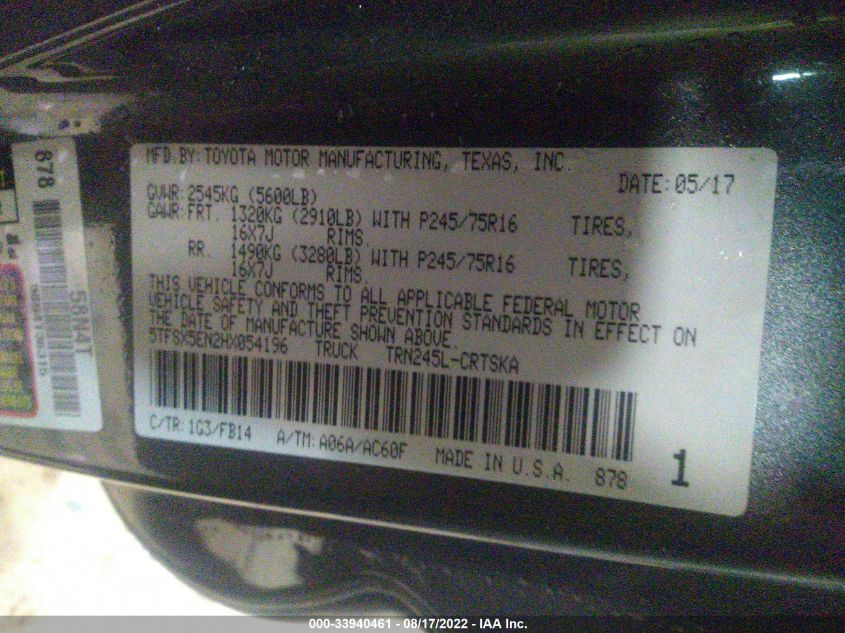 MFD.BY:TOYOTA MOTOR MANUFACTURING, TEXAS, INC.
DATE:05/17
GVWR:2545KG (5600LB)
GAWR:FRT. 1320KG (2910LB) WITH P245/75R16 TIRES,
16X7J RIMS.
RR. 1490KG (3280LB) WITH P245/75R16 TIRES,
16X7J RIMS.
THIS VEHICLE CONFORMS TO ALL APPLICABLE FEDERAL MOTOR
VEHICLE SAFETY AND THEFT PREVENTION STANDARDS IN EFFECT ON
THE DATE OF MANUFACTURE SHOWN ABOVE.
5TFSX5EN2HX054196 TRUCK TRN245L-CRTSKA
C/TR:1G3/FB14 A/TM:A06A/AC60F MADE IN U.S.A. 878 1
878
56N4T
000-33940461 - 08/17/2022 - IAA Inc.